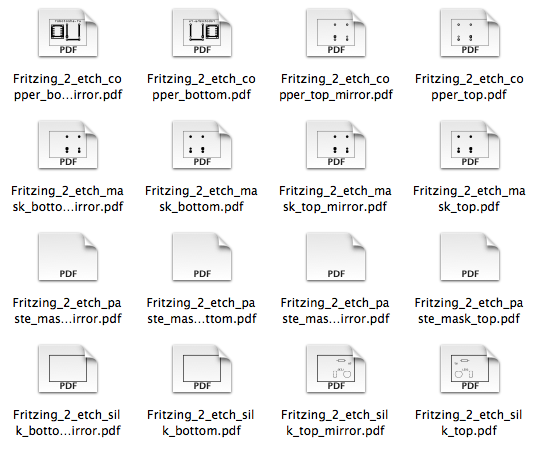 PDF PDF PDF PDF
Fritzing_2_etch_co Fritzing_2_etch_co Fritzing_2_etch_co Fritzing_2_etch_co
pper_bo...irror.pdf pper_bottom.pdf pper_top_mirror.pdf pper_top.pdf
PDF PDF PDF PDF
Fritzing_2_etch_ma Fritzing_2_etch_ma Fritzing_2_etch_ma Fritzing_2_etch_ma
sk_botto...irror.pdf sk_bottom.pdf sk_top_mirror.pdf sk_top.pdf
PDF PDF PDF PDF
Fritzing_2_etch_pa Fritzing_2_etch_pa Fritzing_2_etch_pa Fritzing_2_etch_pa
ste_mas...irror.pdf ste_mas...ttom.pdf ste_mas...irror.pdf ste_mask_top.pdf
PDF PDF PDF PDF
Fritzing_2_etch_sil Fritzing_2_etch_sil Fritzing_2_etch_sil Fritzing_2_etch_sil
k_botto...irror.pdf k_bottom.pdf k_top_mirror.pdf k_top.pdf